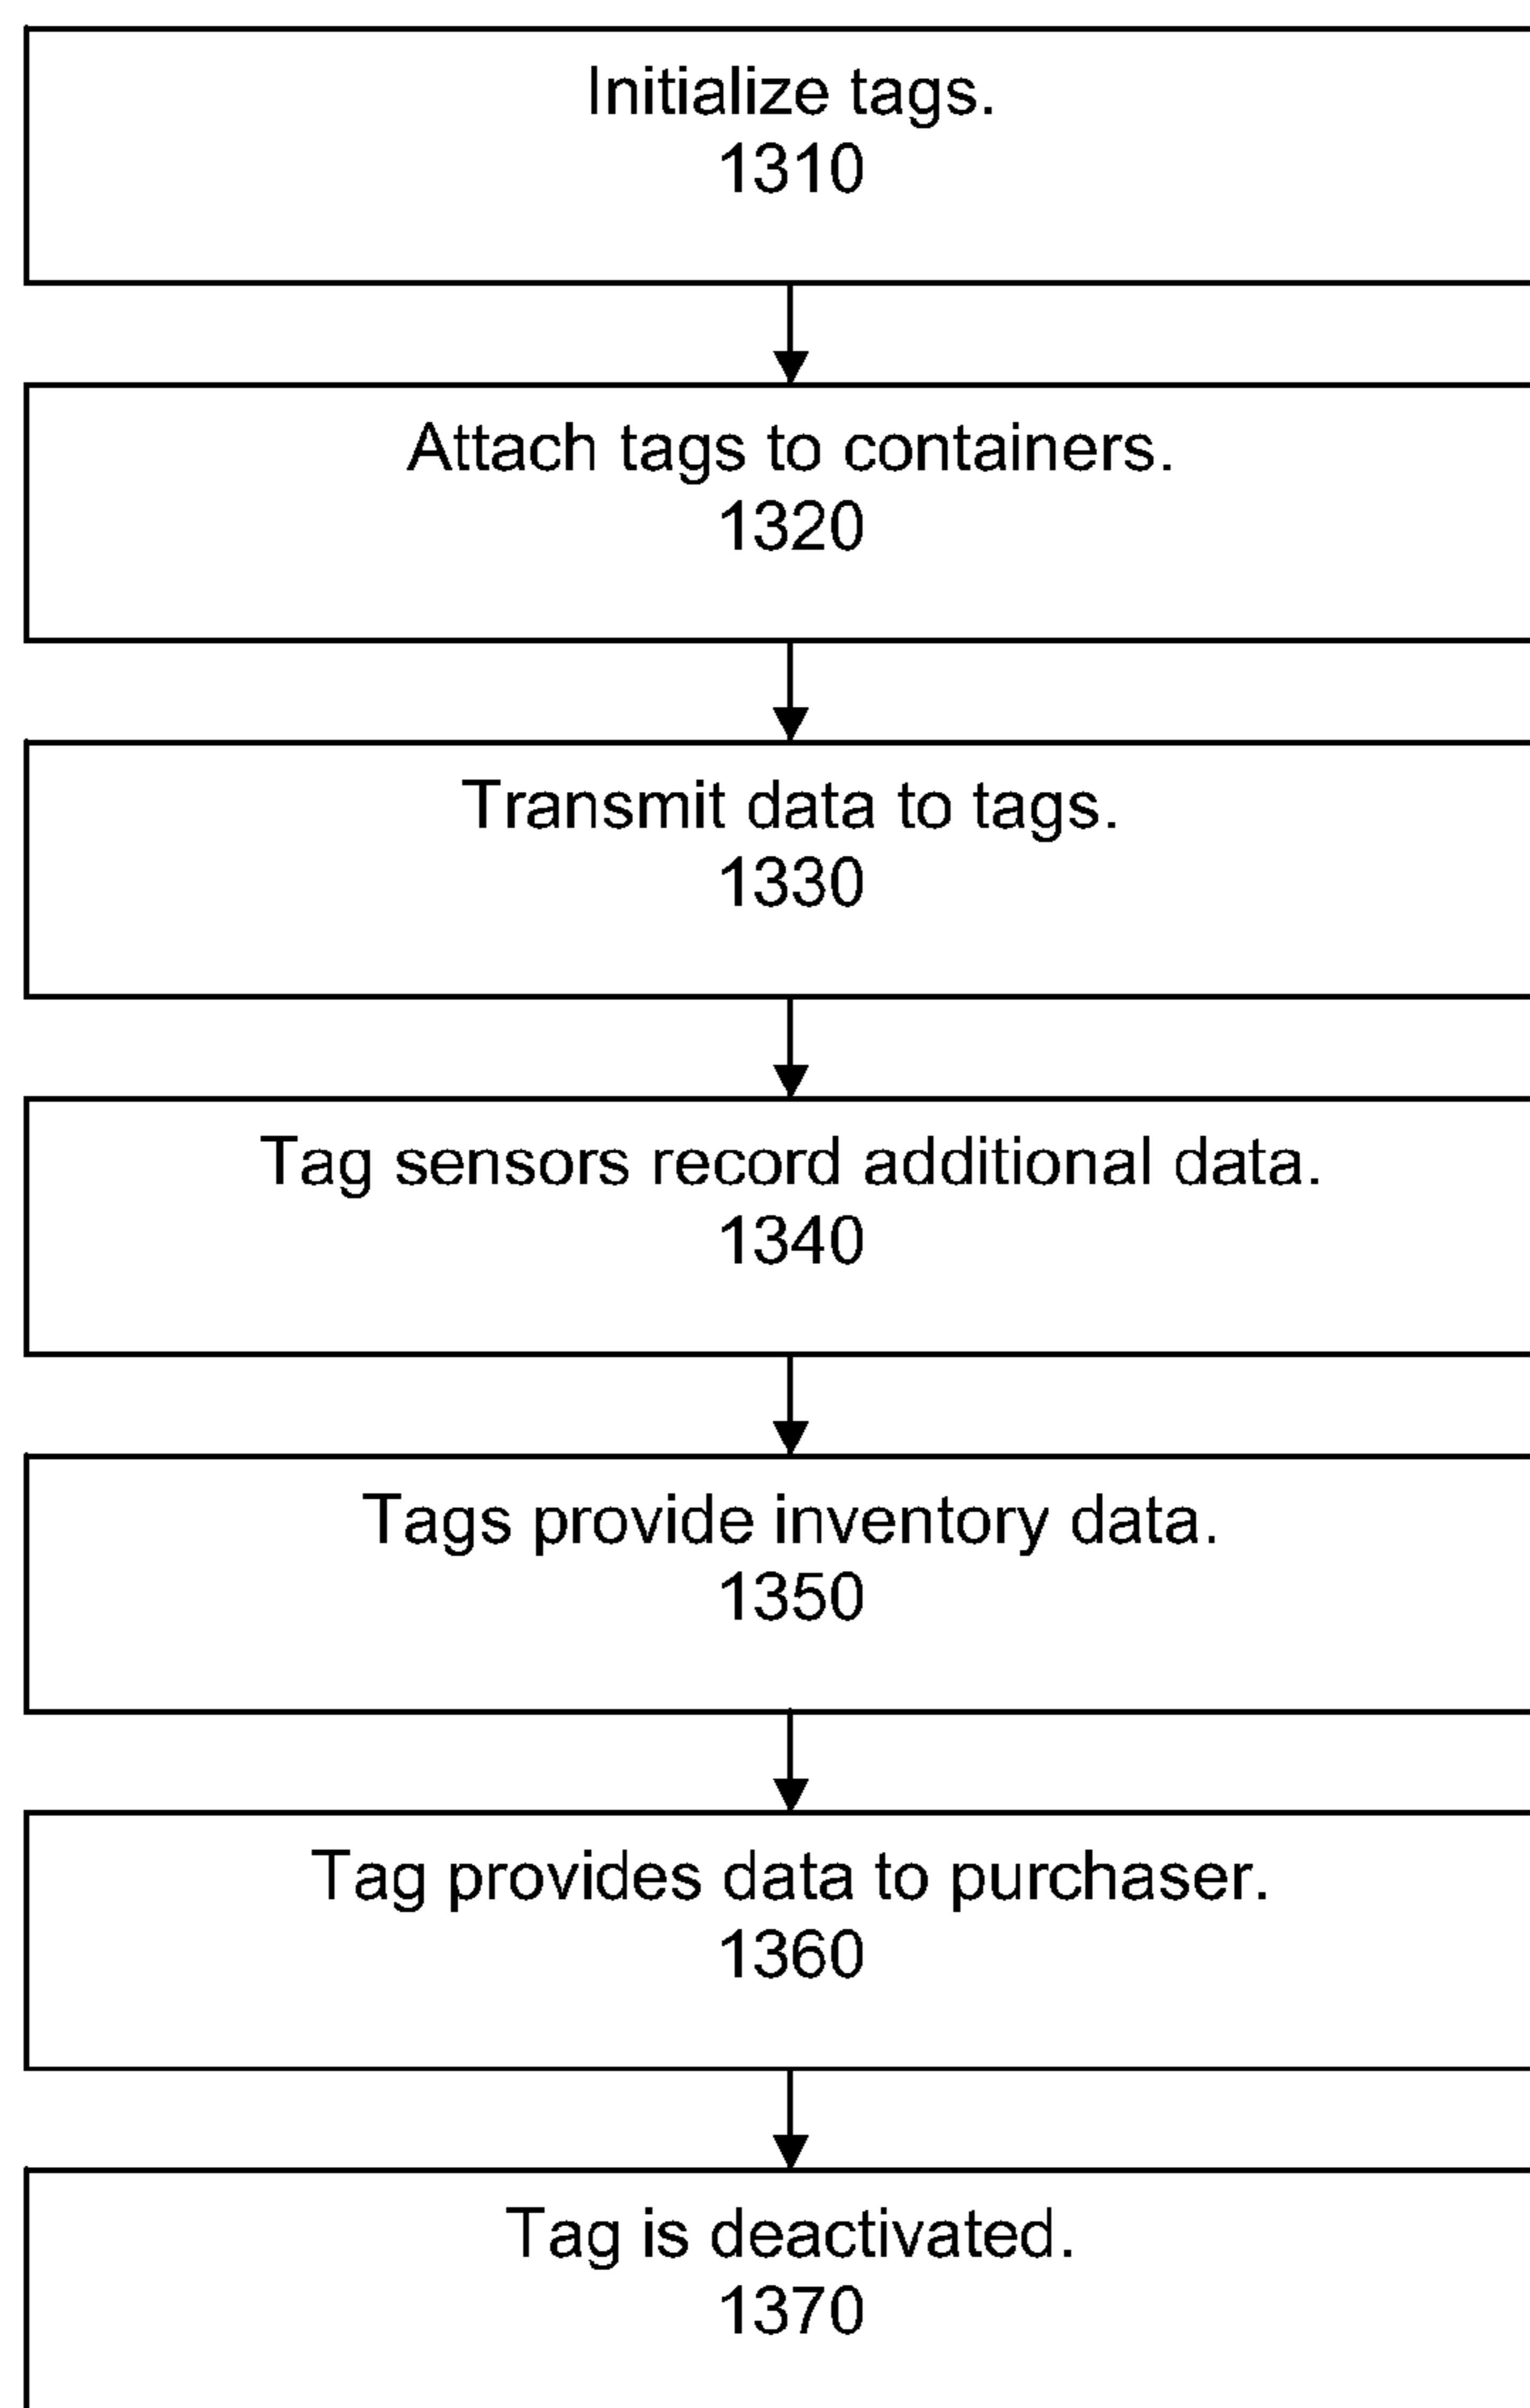 Initialize tags.
1310
Attach tags to containers.
1320
Transmit data to tags.
1330
Tag sensors record additional data.
1340
Tags provide inventory data.
1350
Tag provides data to purchaser.
1360
Tag is deactivated.
1370